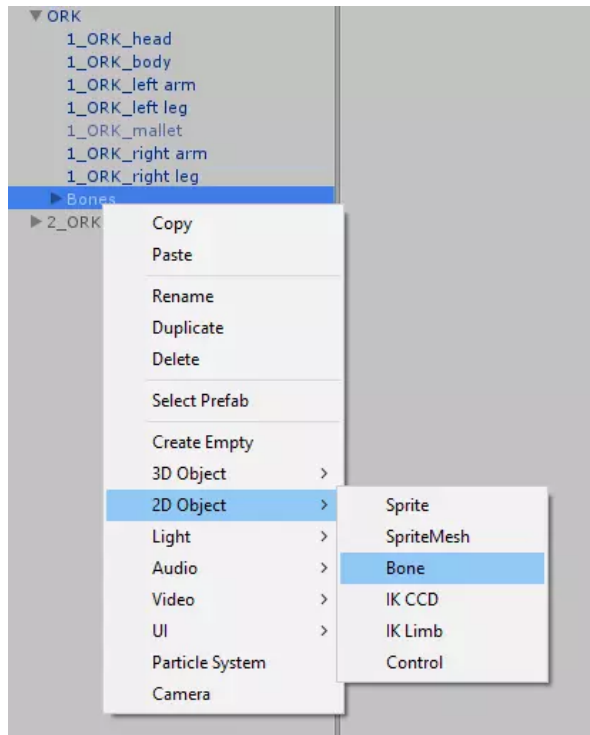 ORK
1_ORK_head
1_ORK_body
1_ORK_left arm
1_ORK_left leg
1_ORK_mallet
1_ORK_right arm
1_ORK_right leg
Bones
2_ORK
Copy
Paste
Rename
Duplicate
Delete
Select Prefab
Create Empty
3D Object
2D Object
Light
Audio
Video
UI
Particle System
Camera
Sprite
SpriteMesh
Bone
IK CCD
IK Limb
Control